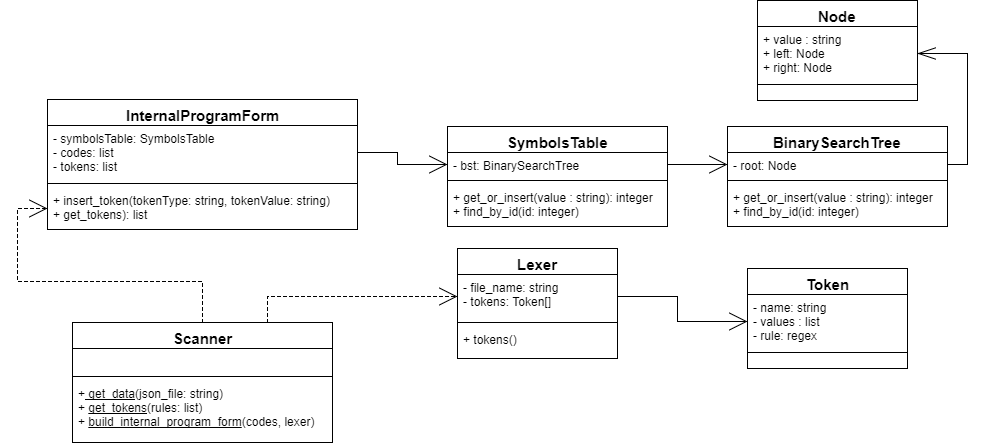 Node
+ value : string
+ left: Node
+ right: Node
InternalProgramForm
- symbolsTable: SymbolsTable
- codes: list
- tokens: list
+ insert_token(tokenType: string, tokenValue: string)
+ get_tokens): list
SymbolsTable
- bst: BinarySearchTree
+ get_or_insert(value : string): integer
+ find_by_id(id: integer)
BinarySearchTree
- root: Node
+ get_or_insert(value : string): integer
+ find_by_id(id: integer)
Lexer
- file_name: string
- tokens: Token[]
+ tokens()
Token
- name: string
- values : list
- rule: regex
Scanner
+ get_data(json_file: string)
+ get_tokens(rules: list)
+ build_internal_program_form(codes, lexer)